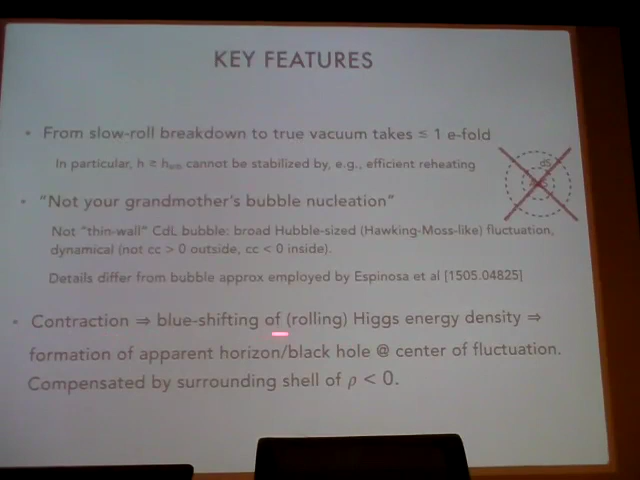 KEY FEATURES
• From slow-roll breakdown to true vacuum takes ≤ 1 e-fold
In particular, h ≥ cannot be stabilized by, e.g., efficient reheating
• "Not your grandmother's bubble nucleation"
Not "thin-wall" CdL bubble: broad Hubble-sized (Hawking-Moss-like) fluctuation,
dynamical (not cc > 0 outside, cc < 0 inside).
Details differ from bubble approx employed by Espinosa et al [1505.04825]
• Contraction ⇒ blue-shifting of (rolling) Higgs energy density ⇒
formation of apparent horizon/black hole @ center of fluctuation.
Compensated by surrounding shell of ρ < 0.